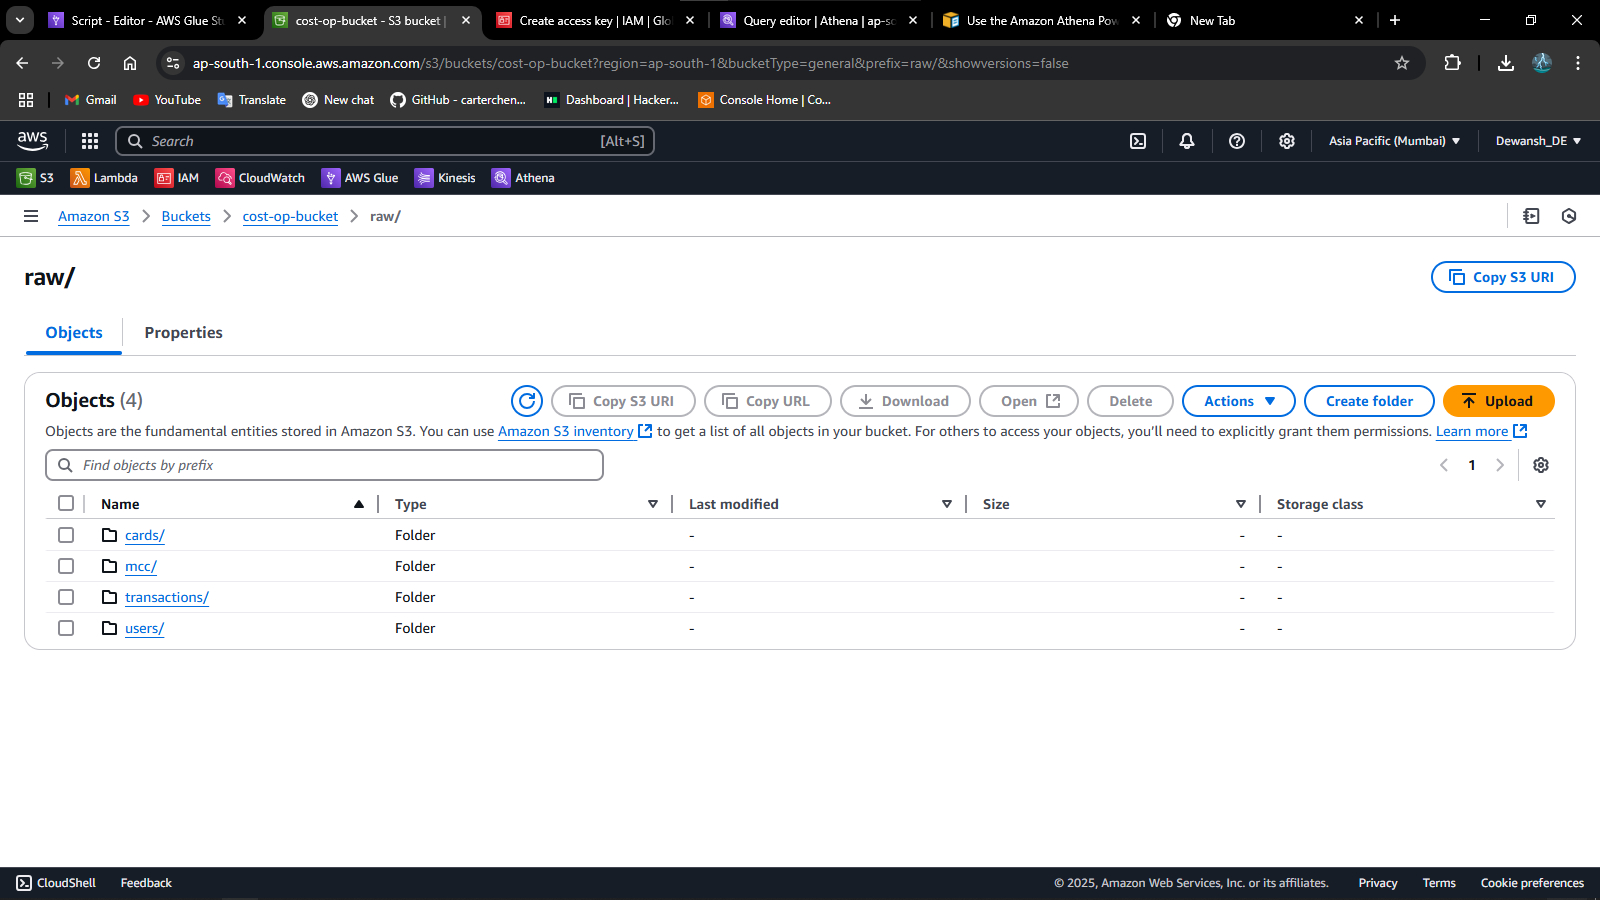 Script - Editor - AWS Glue Stu
cost-op-bucket - S3 bucket |
Create access key | IAM | Glo
Query editor | Athena | ap-so
Use the Amazon Athena Pow
New Tab
ap-south-1.console.aws.amazon.com/s3/buckets/cost-op-bucket?region=ap-south-1&bucketType=general&prefix=raw/&showversions=false
Gmail
YouTube
Translate
New chat
GitHub - carterchen...
Dashboard | Hacker...
Console Home | Co...
aws
Search
[Alt+S]
Asia Pacific (Mumbai)
Dewansh_DE
S3
Lambda
IAM
CloudWatch
AWS Glue
Kinesis
Athena
Amazon S3
Buckets
cost-op-bucket
raw/
raw/
Copy S3 URI
Objects
Properties
Objects (4)
Copy S3 URI
Copy URL
Download
Open
Delete
Actions
Create folder
Upload
Objects are the fundamental entities stored in Amazon S3. You can use Amazon S3 inventory to get a list of all objects in your bucket. For others to access your objects, you'll need to explicitly grant them permissions. Learn more
Find objects by prefix
1
Name
Type
Last modified
Size
Storage class
cards/ Folder - - -
mcc/ Folder - - -
transactions/ Folder - - -
users/ Folder - - -
CloudShell
Feedback
© 2025, Amazon Web Services, Inc. or its affiliates.
Privacy
Terms
Cookie preferences